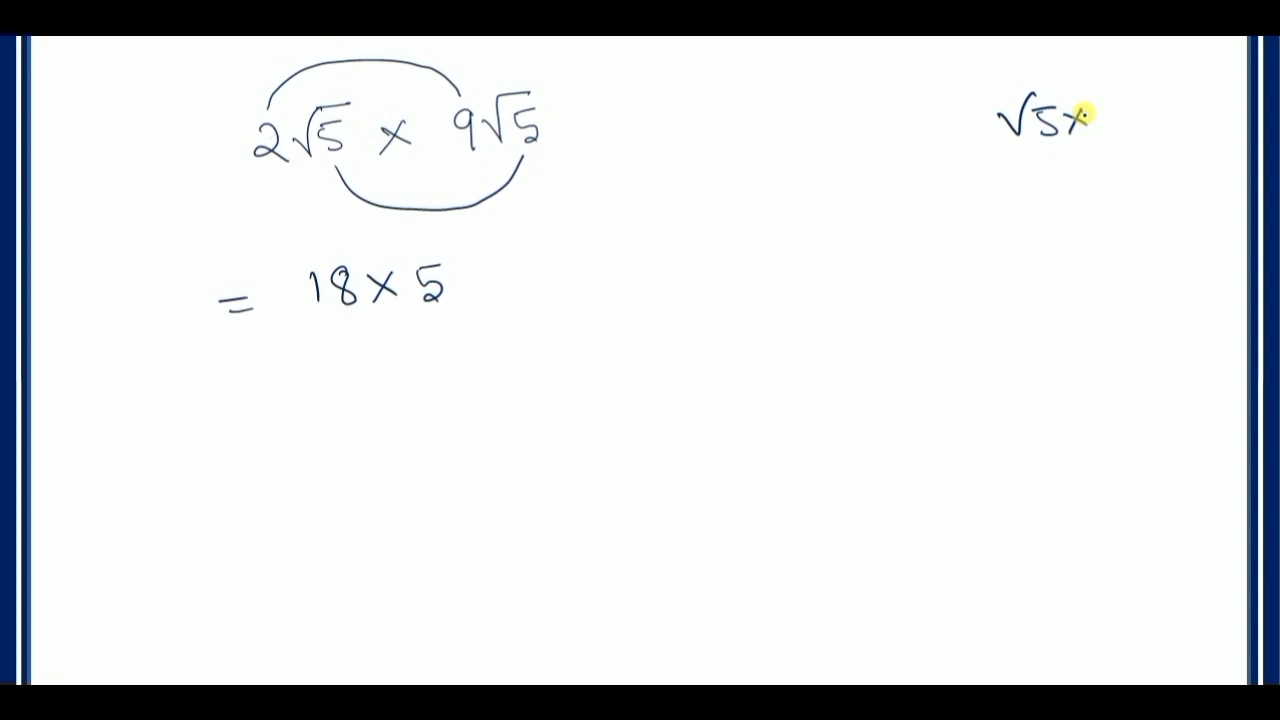 2√5 × 9√5
√5×
= 18 × 5